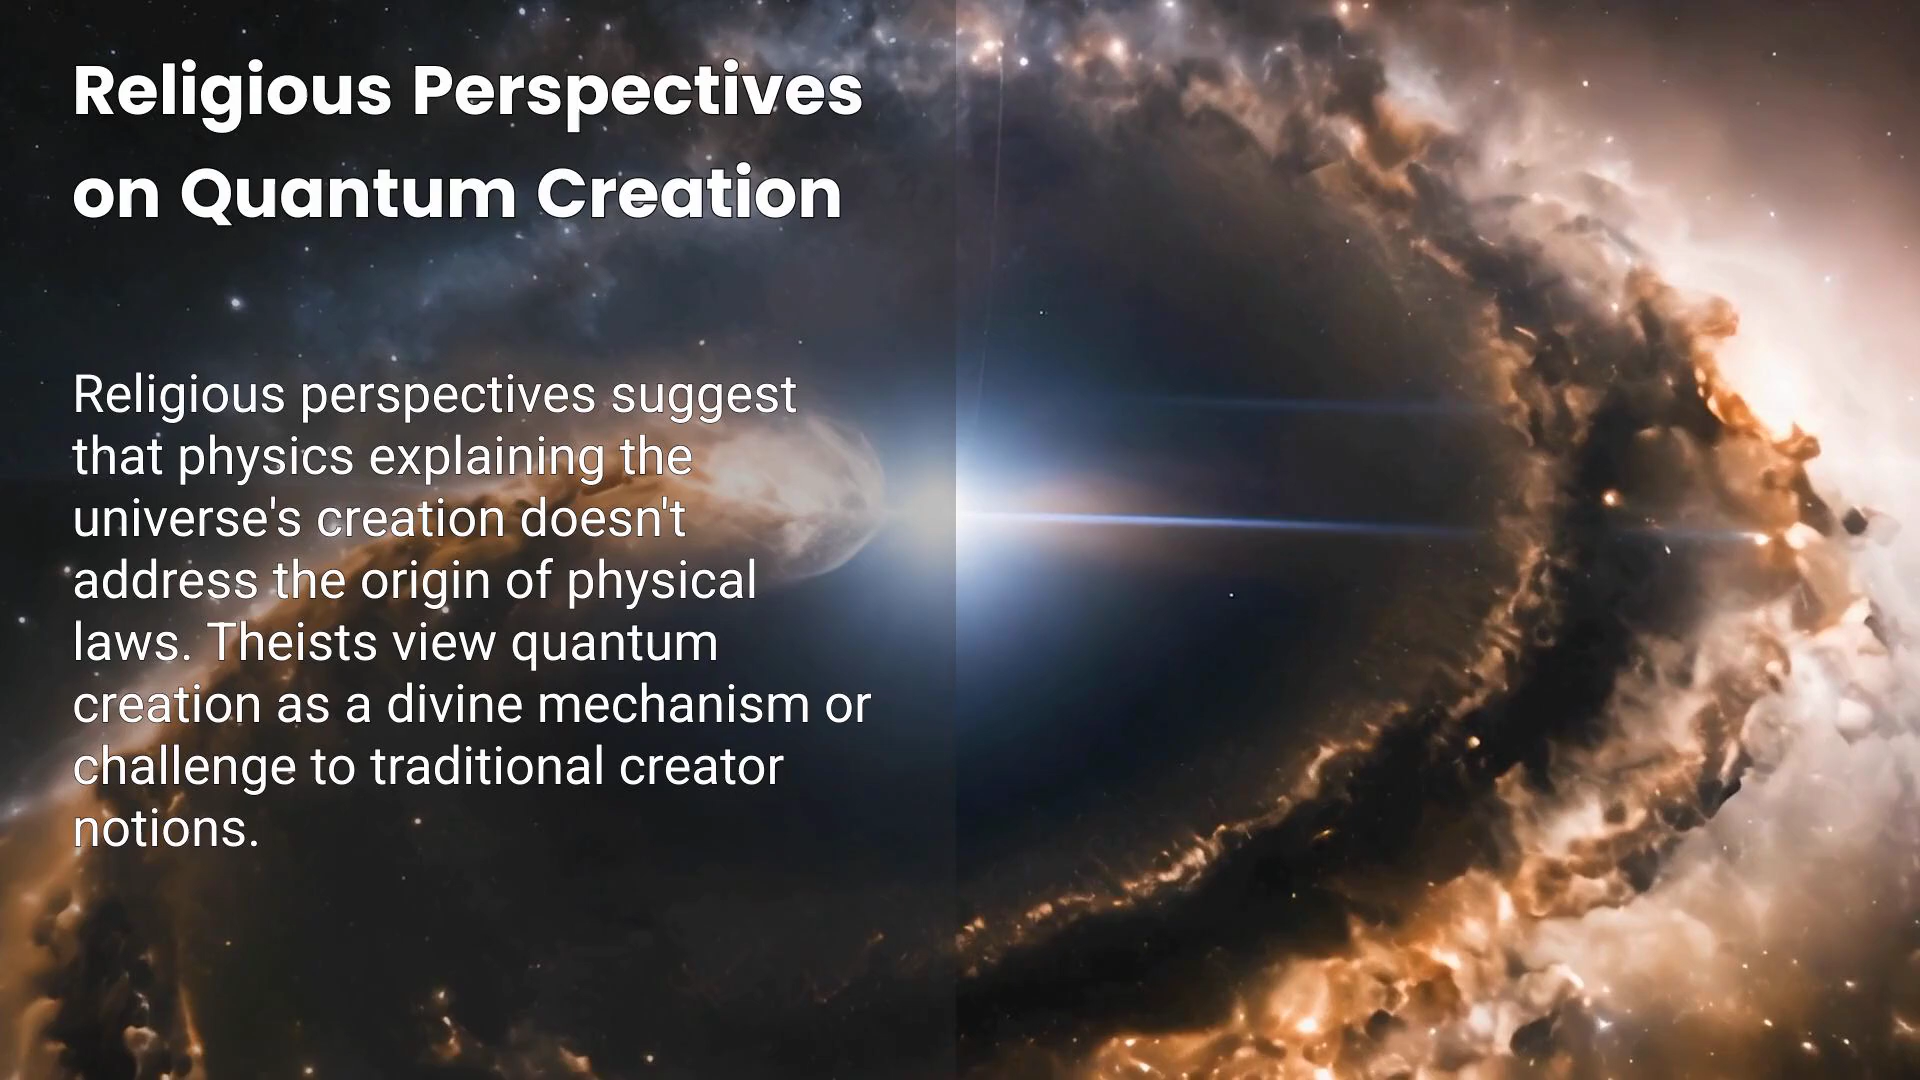 Religious Perspectives
on Quantum Creation
Religious perspectives suggest
that physics explaining the
universe's creation doesn't
address the origin of physical
laws. Theists view quantum
creation as a divine mechanism or
challenge to traditional creator
notions.